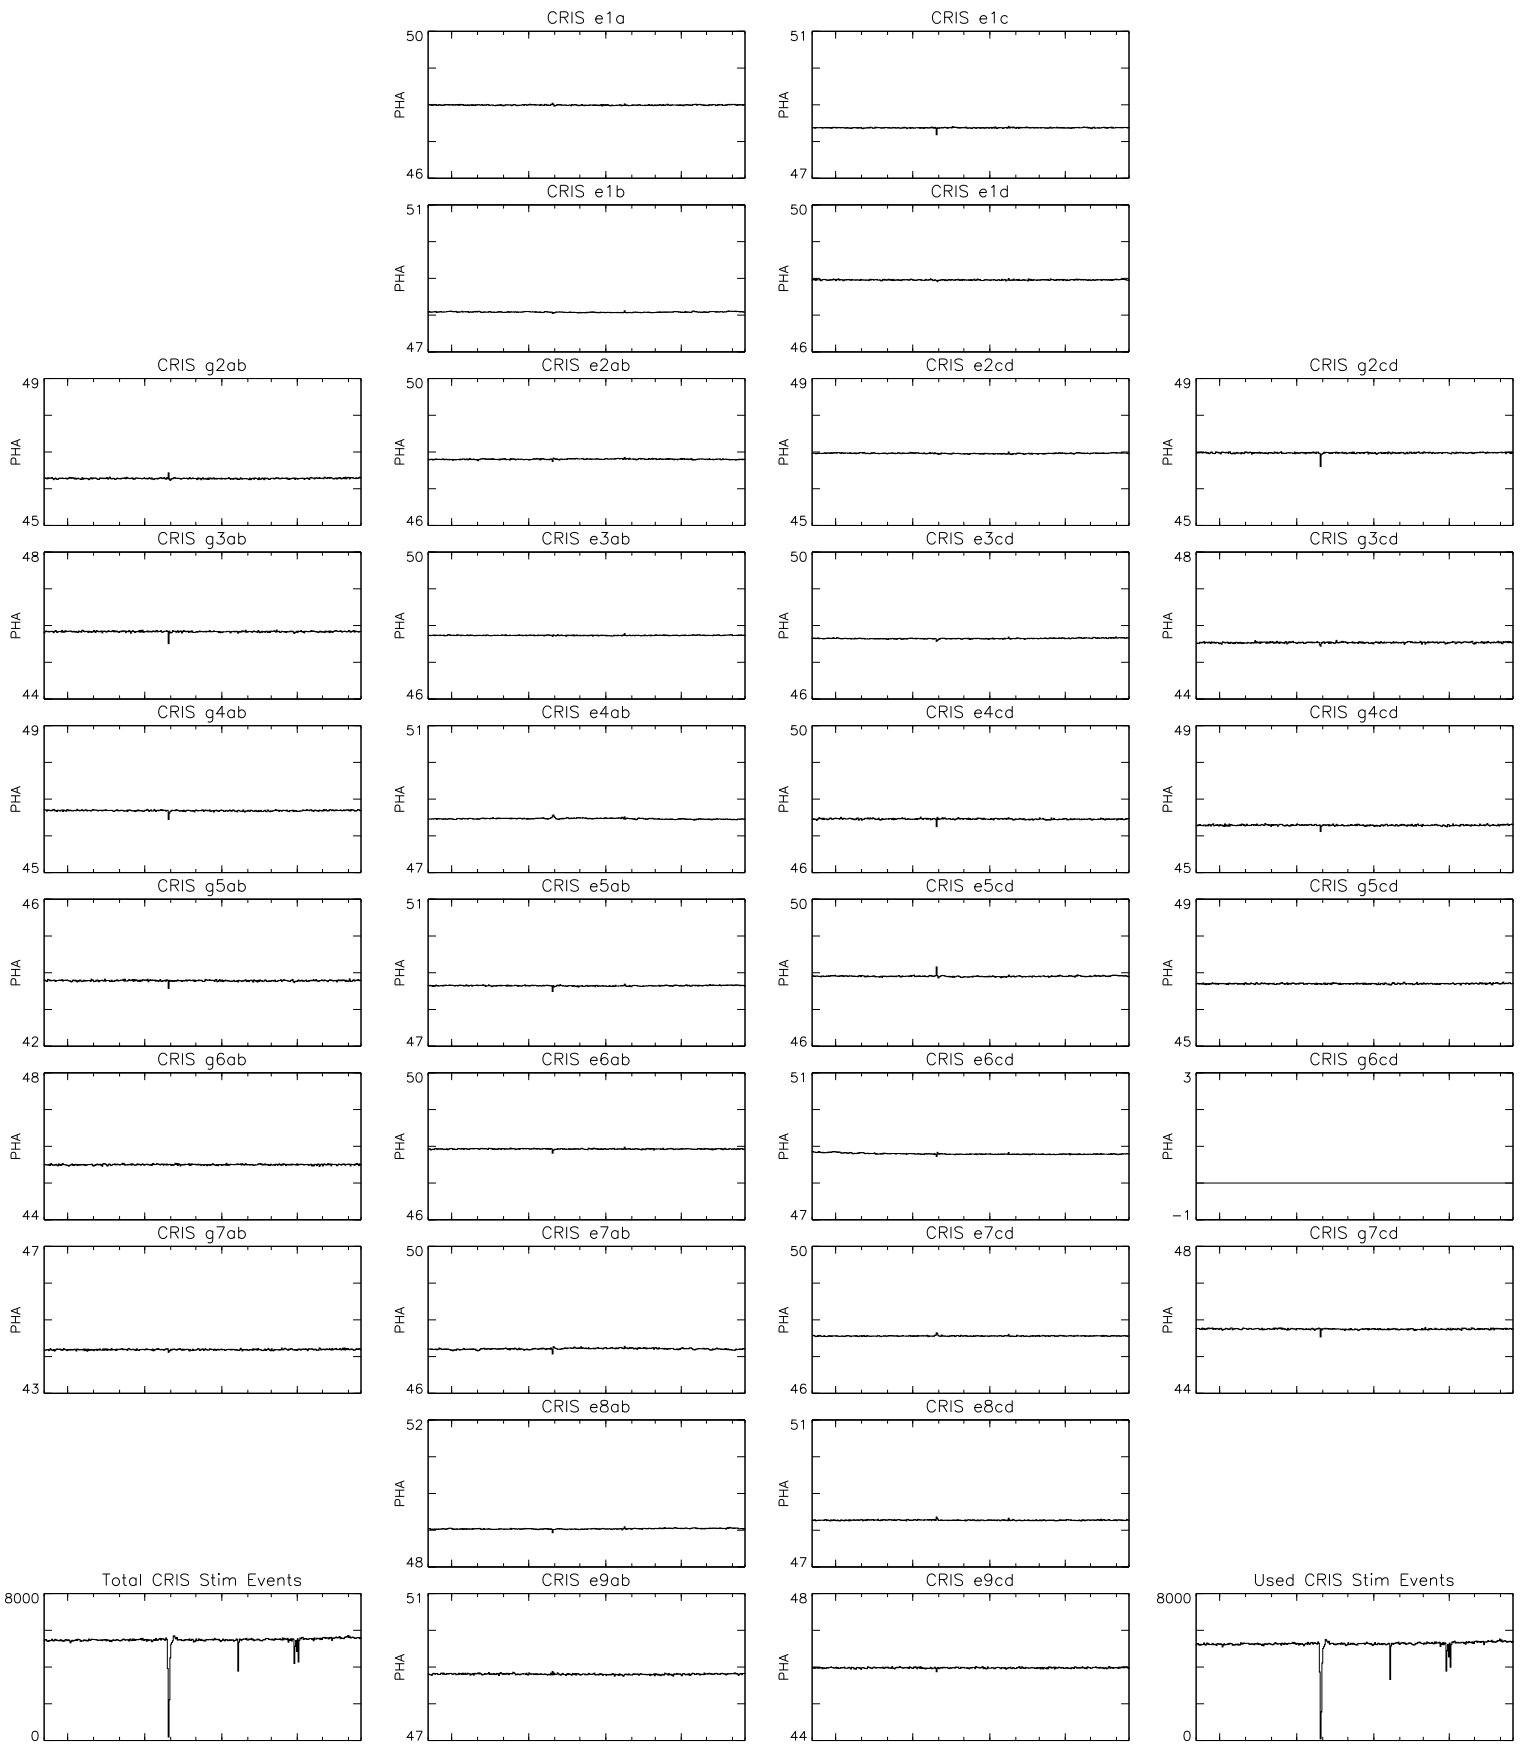 CRIS e1a
50
PHA
46
CRIS e1c
51
PHA
47
CRIS e1b
51
PHA
47
CRIS e1d
50
PHA
46
CRIS g2ab
49
PHA
45
CRIS e2ab
50
PHA
46
CRIS e2cd
49
PHA
45
CRIS g2cd
49
PHA
45
CRIS g3ab
48
PHA
44
CRIS e3ab
50
PHA
46
CRIS e3cd
50
PHA
46
CRIS g3cd
48
PHA
44
CRIS g4ab
49
PHA
45
CRIS e4ab
51
PHA
47
CRIS e4cd
50
PHA
46
CRIS g4cd
49
PHA
45
CRIS g5ab
46
PHA
42
CRIS e5ab
51
PHA
47
CRIS e5cd
50
PHA
46
CRIS g5cd
49
PHA
45
CRIS g6ab
48
PHA
44
CRIS e6ab
50
PHA
46
CRIS e6cd
51
PHA
47
CRIS g6cd
3
PHA
-1
CRIS g7ab
47
PHA
43
CRIS e7ab
50
PHA
46
CRIS e7cd
50
PHA
46
CRIS g7cd
48
PHA
44
CRIS e8ab
52
PHA
48
CRIS e8cd
51
PHA
47
Total CRIS Stim Events
8000
0
CRIS e9ab
51
PHA
47
CRIS e9cd
48
PHA
44
Used CRIS Stim Events
8000
0